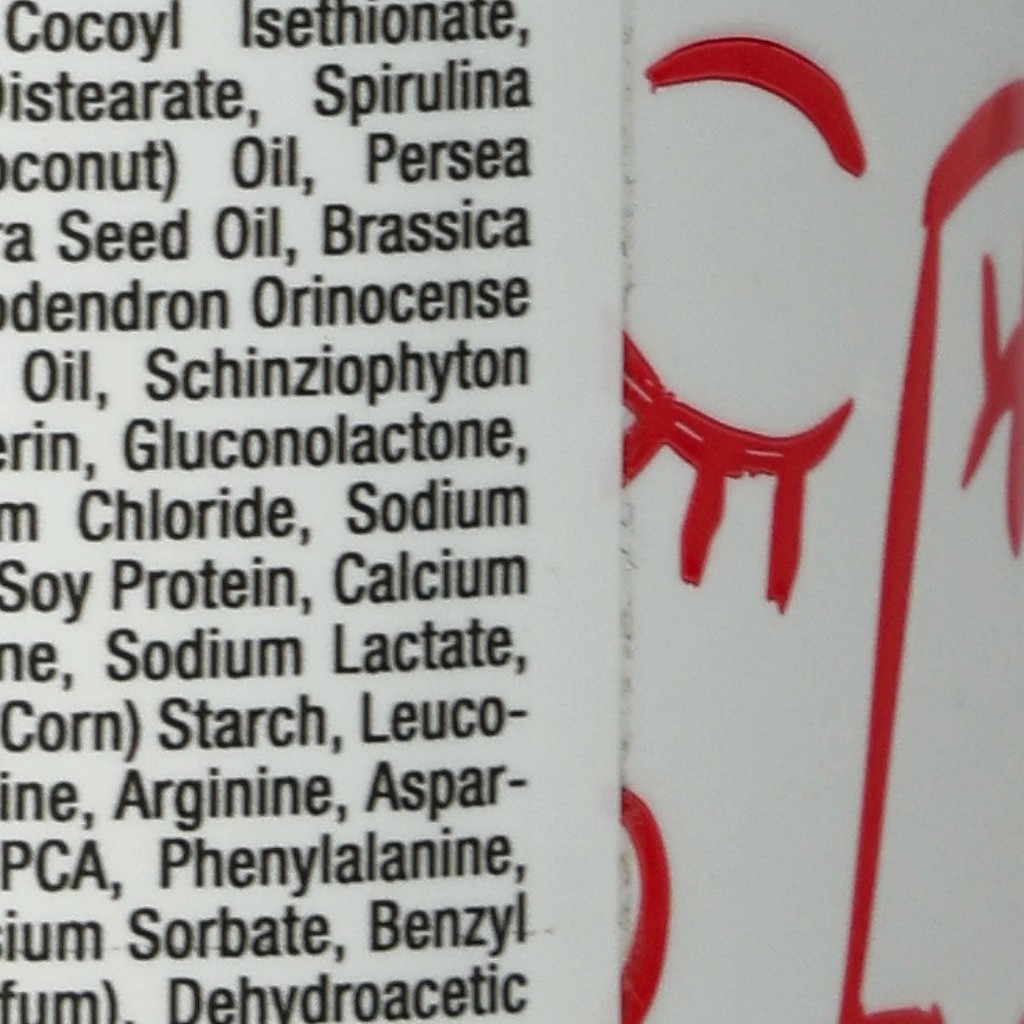 Cocoyl Isethionate,
Distearate, Spirulina
oconut) Oil, Persea
ra Seed Oil, Brassica
odendron Orinocense
Oil, Schinziophyton
erin, Gluconolactone,
m Chloride, Sodium
Soy Protein, Calcium
ne, Sodium Lactate,
(Corn) Starch, Leuco-
ine, Arginine, Aspar-
PCA, Phenylalanine,
sium Sorbate, Benzyl
fum), Dehydroacetic